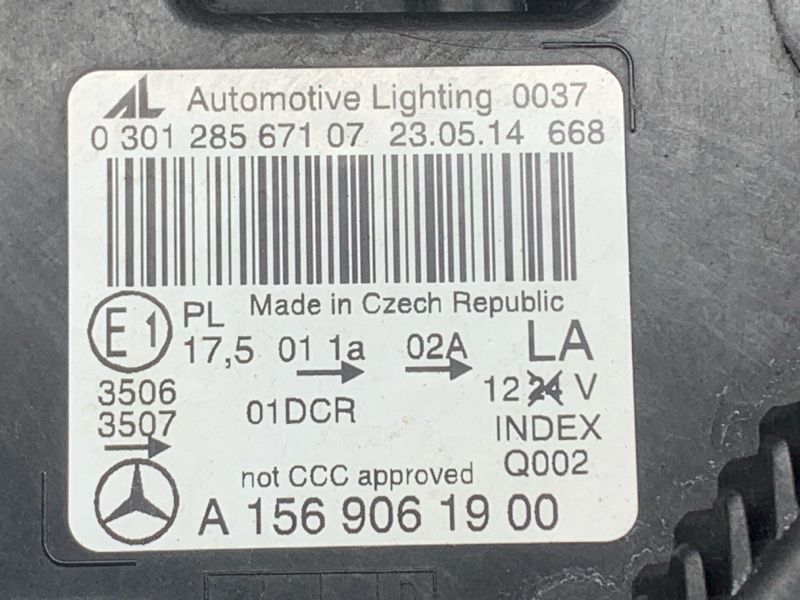 AL Automotive Lighting 0037
0 301 285 671 07 23.05.14 668
Made in Czech Republic
E1 PL
17,5 01 1a 02A LA
3506 12 24 V
3507 01DCR INDEX
not CCC approved Q002
A 156 906 19 00